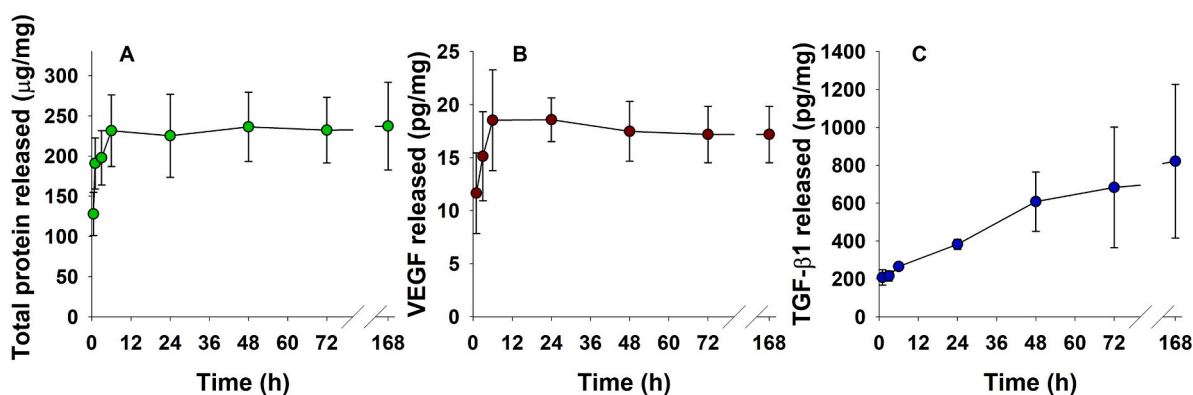 A
Total protein released (μg/mg)
300
250
200
150
100
50
0
0 12 24 36 48 60 72 168
Time (h)
B
VEGF released (pg/mg)
25
20
15
10
5
0
0 12 24 36 48 60 72 168
Time (h)
C
TGF-β1 released (pg/mg)
1400
1200
1000
800
600
400
200
0
0 12 24 36 48 60 72 168
Time (h)